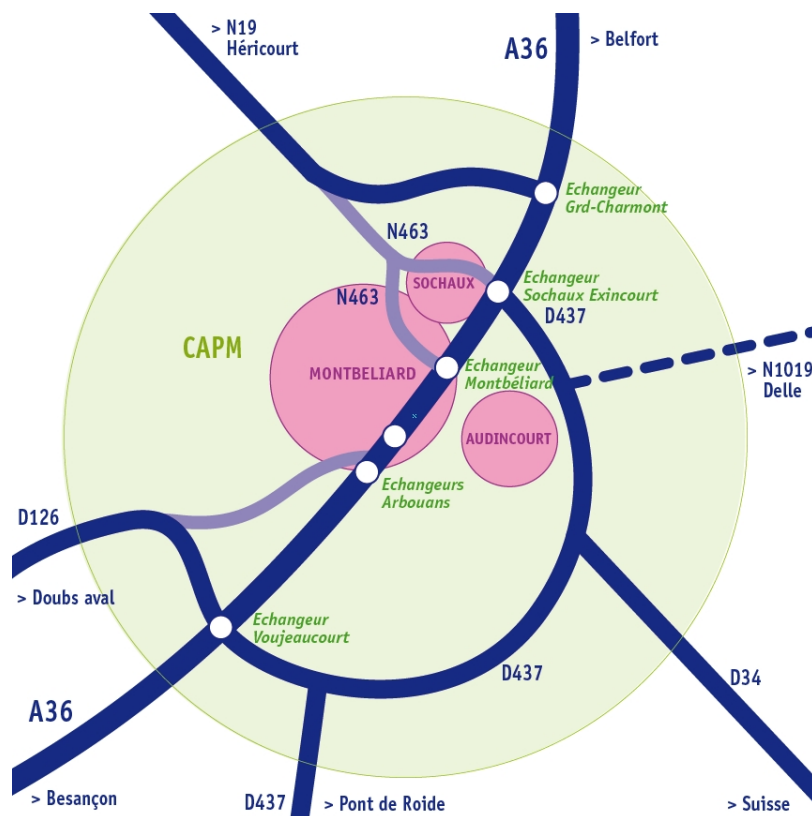 > N19
Héricourt
A36
> Belfort
Echangeur
Grd-Charmont
N463
SOCHAUX
Echangeur
Sochaux Exincourt
N463
D437
CAPM
MONTBELIARD
Echangeur
Montbéliard
> N1019
Delle
AUDINCOURT
Echangeurs
Arbouans
D126
> Doubs aval
Echangeur
Voujeaucourt
D437
D34
A36
> Besançon
D437
> Pont de Roide
> Suisse